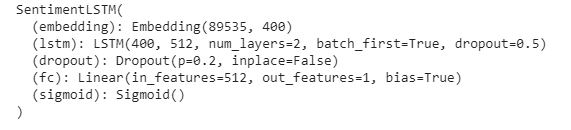 SentimentLSTM(
  (embedding): Embedding(89535, 400)
  (lstm): LSTM(400, 512, num_layers=2, batch_first=True, dropout=0.5)
  (dropout): Dropout(p=0.2, inplace=False)
  (fc): Linear(in_features=512, out_features=1, bias=True)
  (sigmoid): Sigmoid()
)